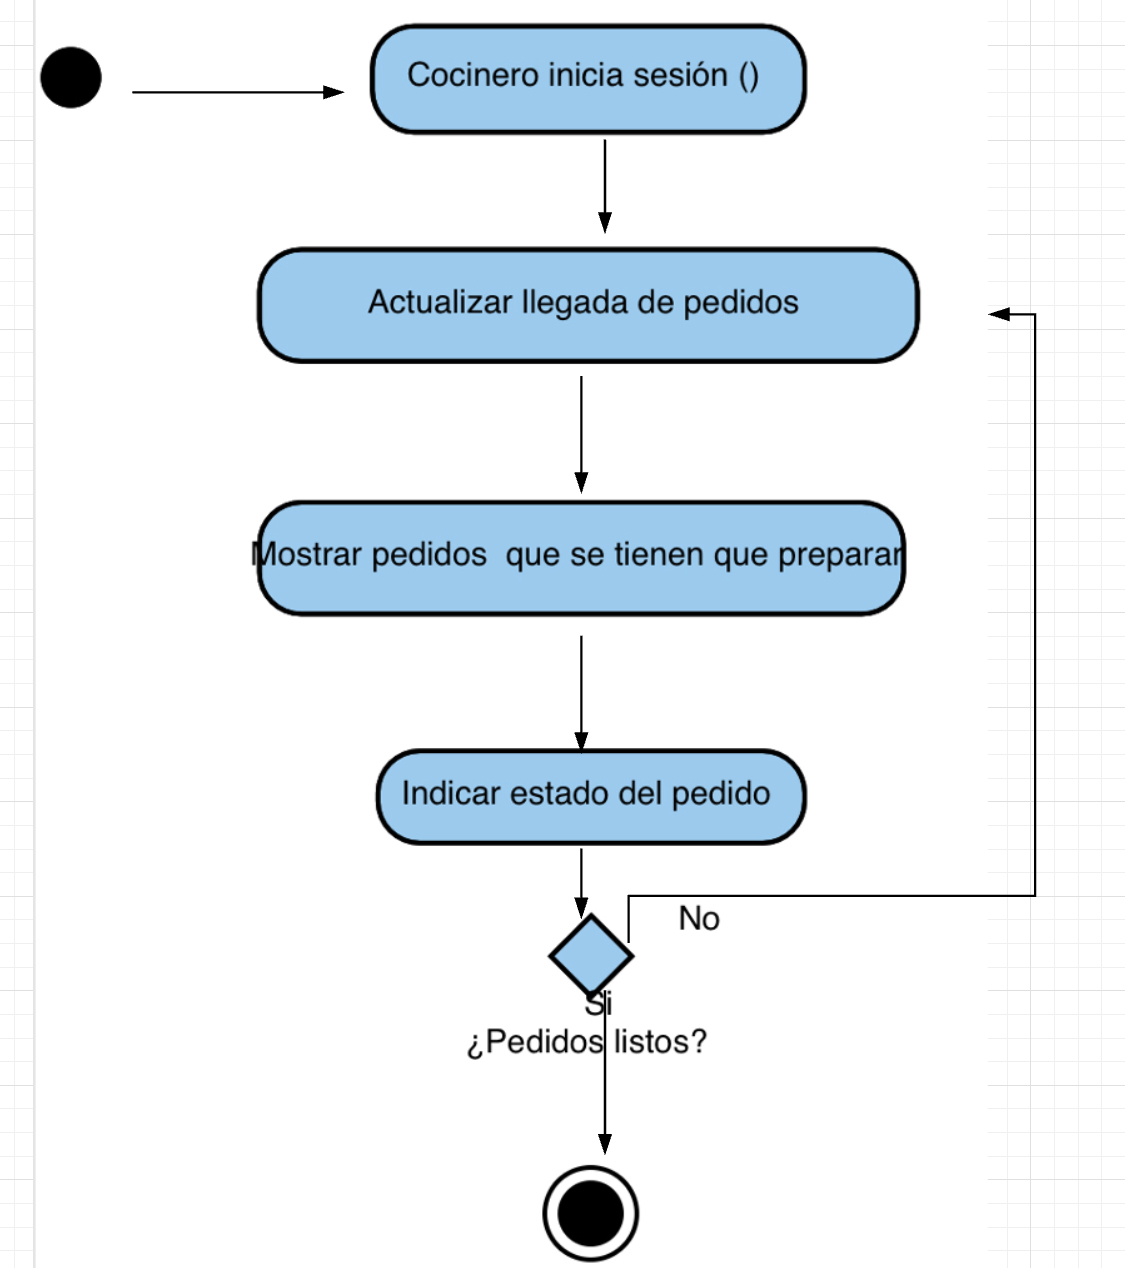 Cocinero inicia sesión ()
Actualizar llegada de pedidos
Mostrar pedidos  que se tienen que preparar
Indicar estado del pedido
No
Si
¿Pedidos listos?